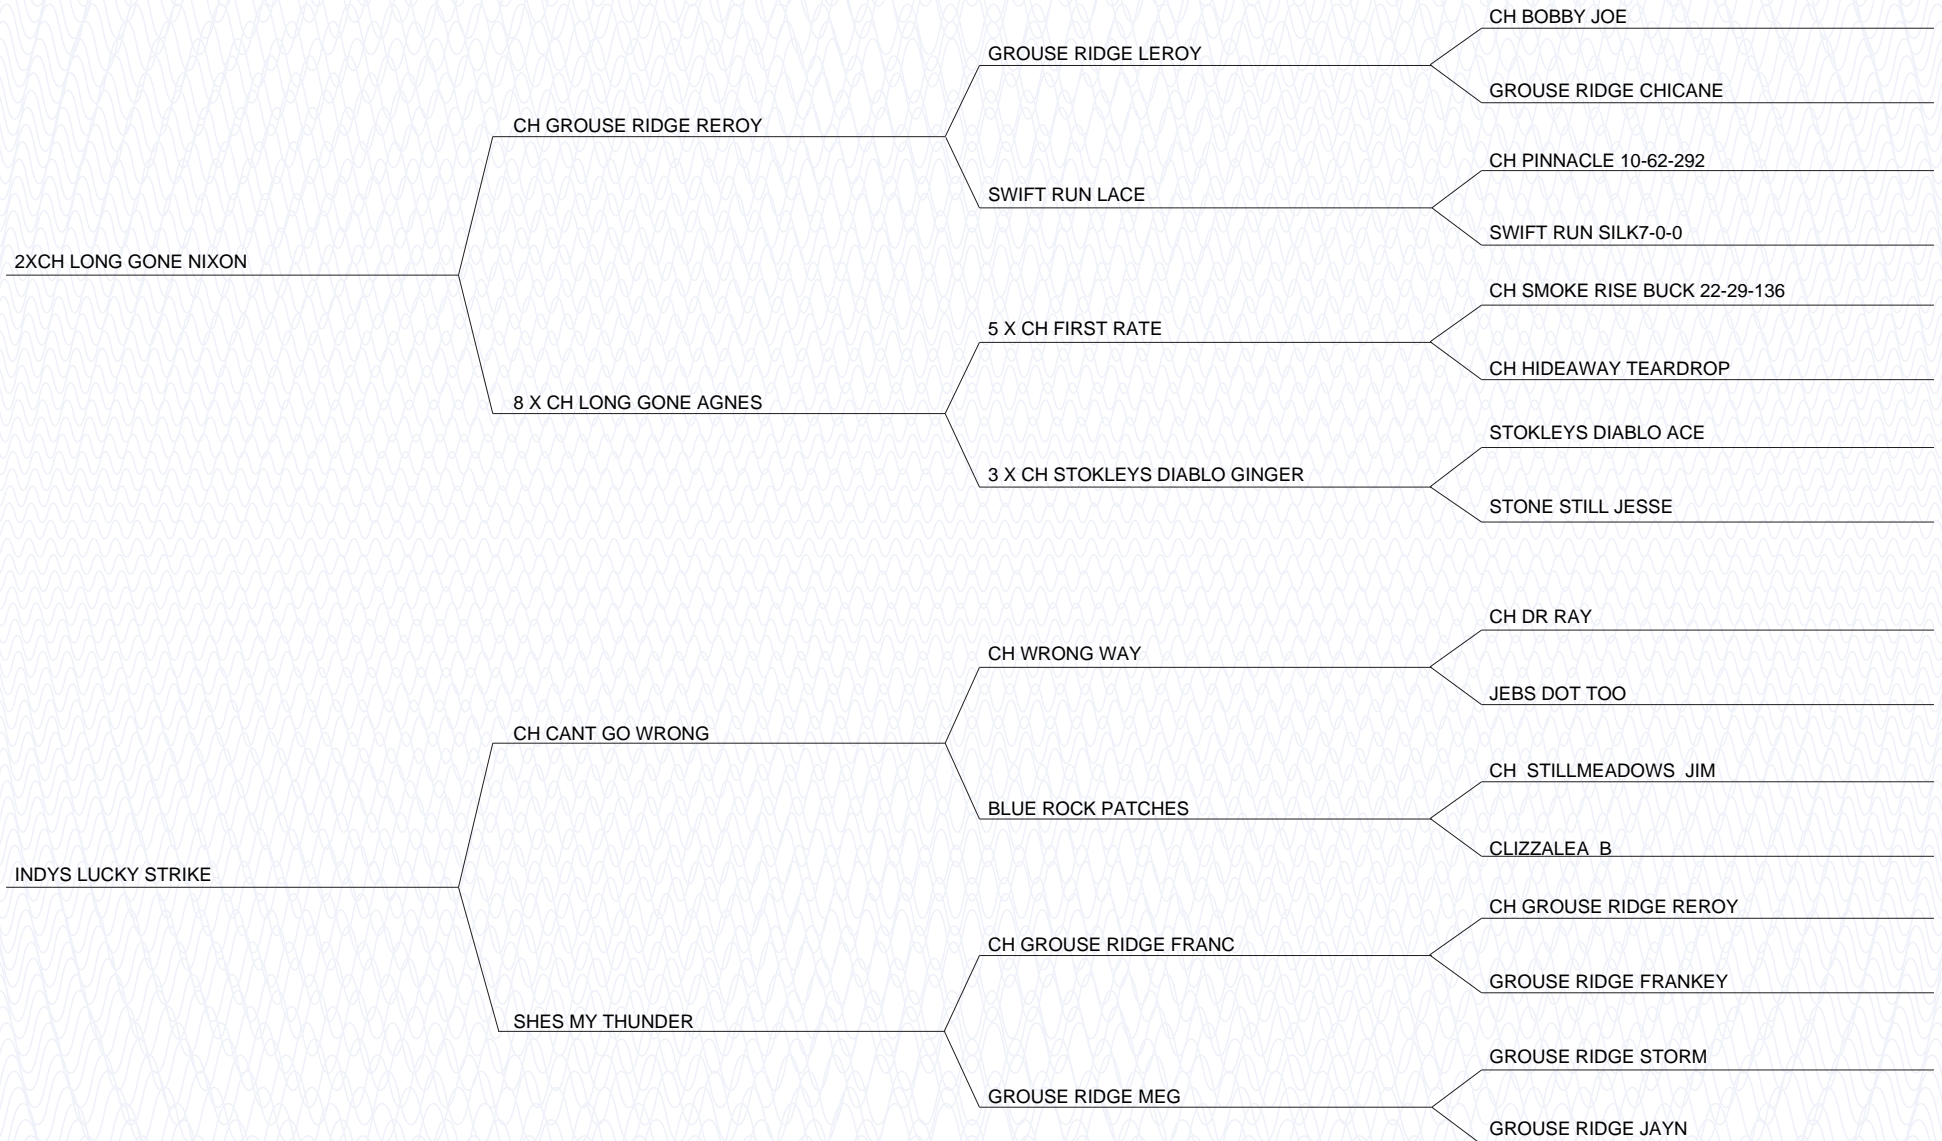 CH BOBBY JOE
GROUSE RIDGE LEROY
GROUSE RIDGE CHICANE
CH GROUSE RIDGE REROY
CH PINNACLE 10-62-292
SWIFT RUN LACE
SWIFT RUN SILK7-0-0
2XCH LONG GONE NIXON
CH SMOKE RISE BUCK 22-29-136
5 X CH FIRST RATE
CH HIDEAWAY TEARDROP
8 X CH LONG GONE AGNES
STOKLEYS DIABLO ACE
3 X CH STOKLEYS DIABLO GINGER
STONE STILL JESSE
CH DR RAY
CH WRONG WAY
JEBS DOT TOO
CH CANT GO WRONG
CH  STILLMEADOWS  JIM
BLUE ROCK PATCHES
CLIZZALEA  B
INDYS LUCKY STRIKE
CH GROUSE RIDGE REROY
CH GROUSE RIDGE FRANC
GROUSE RIDGE FRANKEY
SHES MY THUNDER
GROUSE RIDGE STORM
GROUSE RIDGE MEG
GROUSE RIDGE JAYN